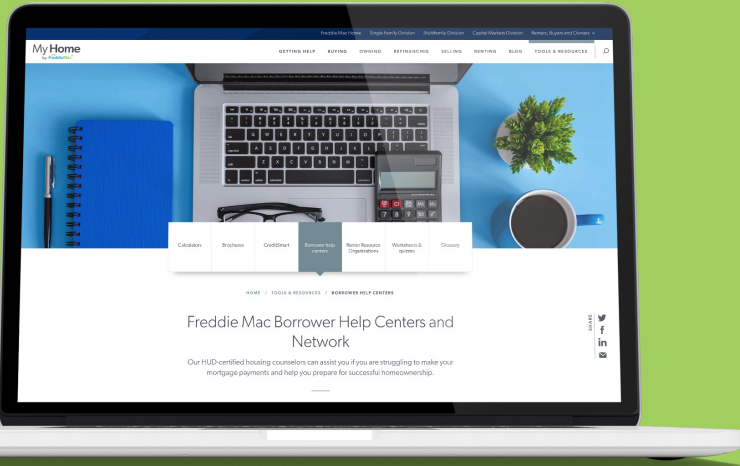 Freddie Mac Home Single Family Division Multifamily Division Capital Markets Division Renters, Buyers and Owners
My Home
by FreddieMac
GETTING HELP BUYING OWNING REFINANCING SELLING RENTING BLOG TOOLS & RESOURCES
Calculators
Brochures
CreditSmart
Borrower help
centers
Renter Resource
Organizations
Worksheets &
quizzes
Glossary
HOME / TOOLS & RESOURCES / BORROWER HELP CENTERS
Freddie Mac Borrower Help Centers and
Network
Our HUD-certified housing counselors can assist you if you are struggling to make your
mortgage payments and help you prepare for successful homeownership.
SHARE